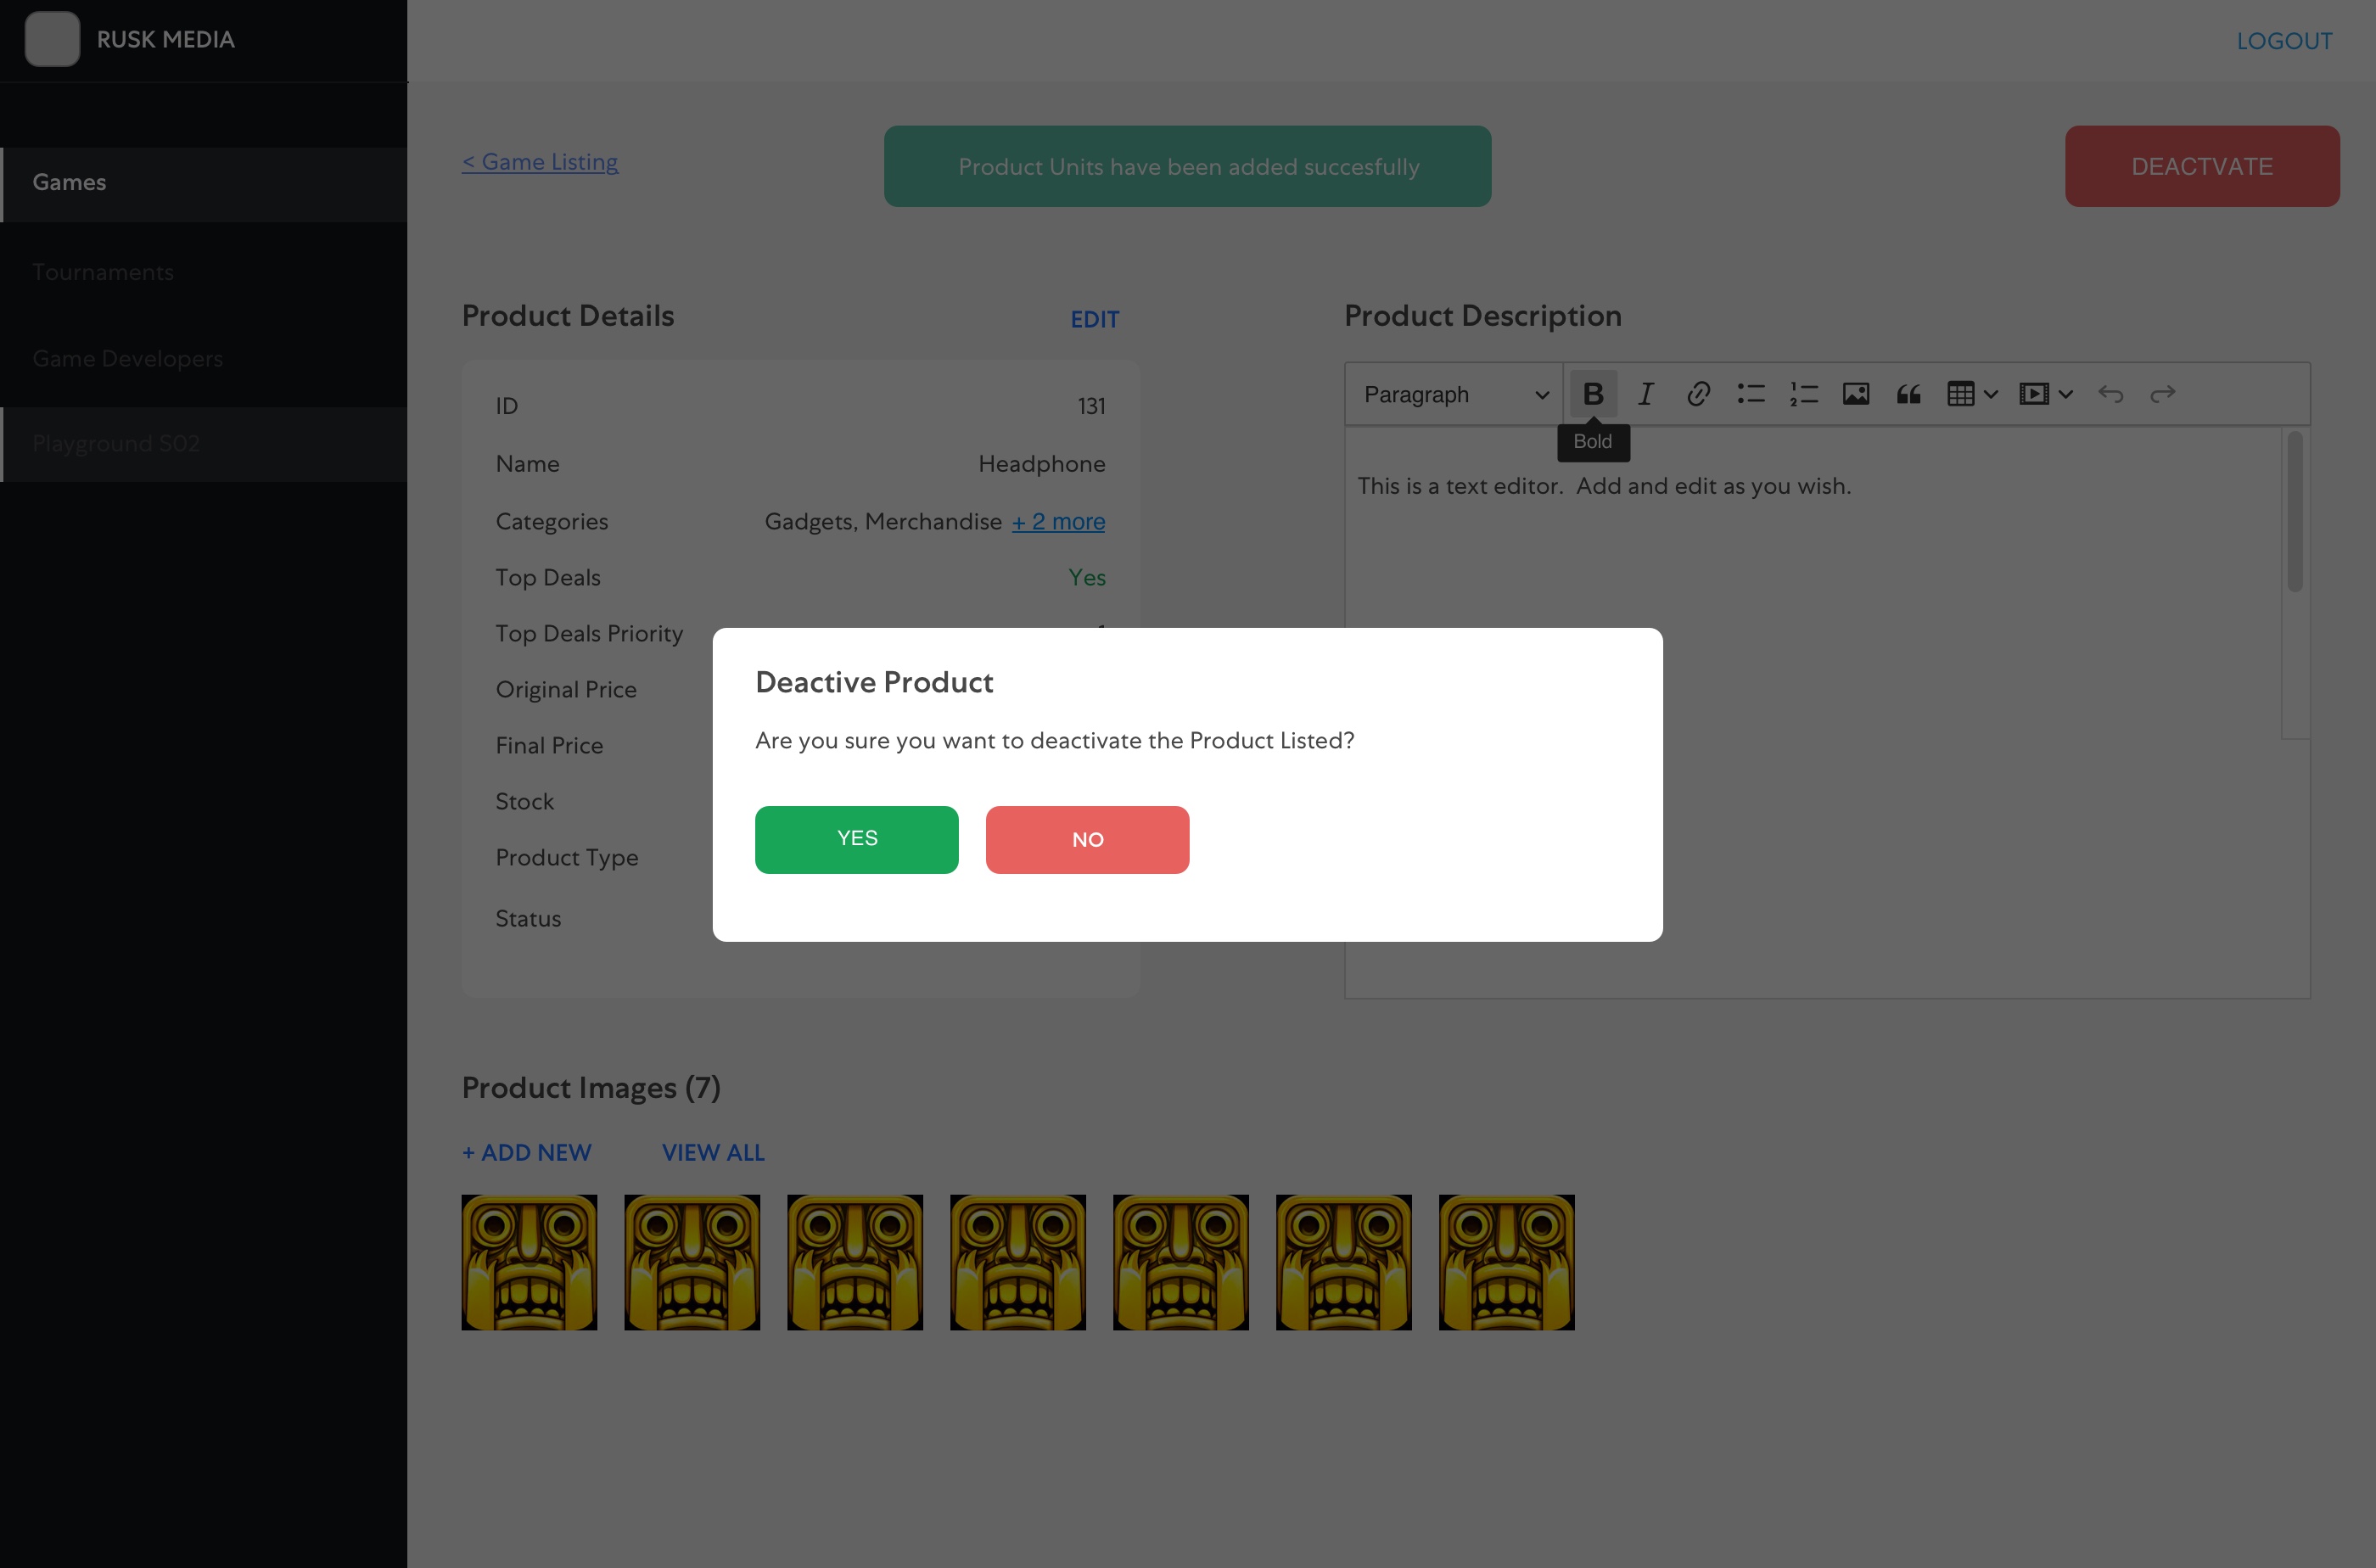 RUSK MEDIA
LOGOUT
Games
Tournaments
Game Developers
Playground S02
< Game Listing
Product Units have been added succesfully
DEACTVATE
Product Details
EDIT
ID 131
Name Headphone
Categories Gadgets, Merchandise + 2 more
Top Deals Yes
Top Deals Priority
Original Price
Final Price
Stock
Product Type
Status
Product Description
Paragraph
Bold
This is a text editor. Add and edit as you wish.
Deactive Product
Are you sure you want to deactivate the Product Listed?
YES NO
Product Images (7)
+ ADD NEW VIEW ALL